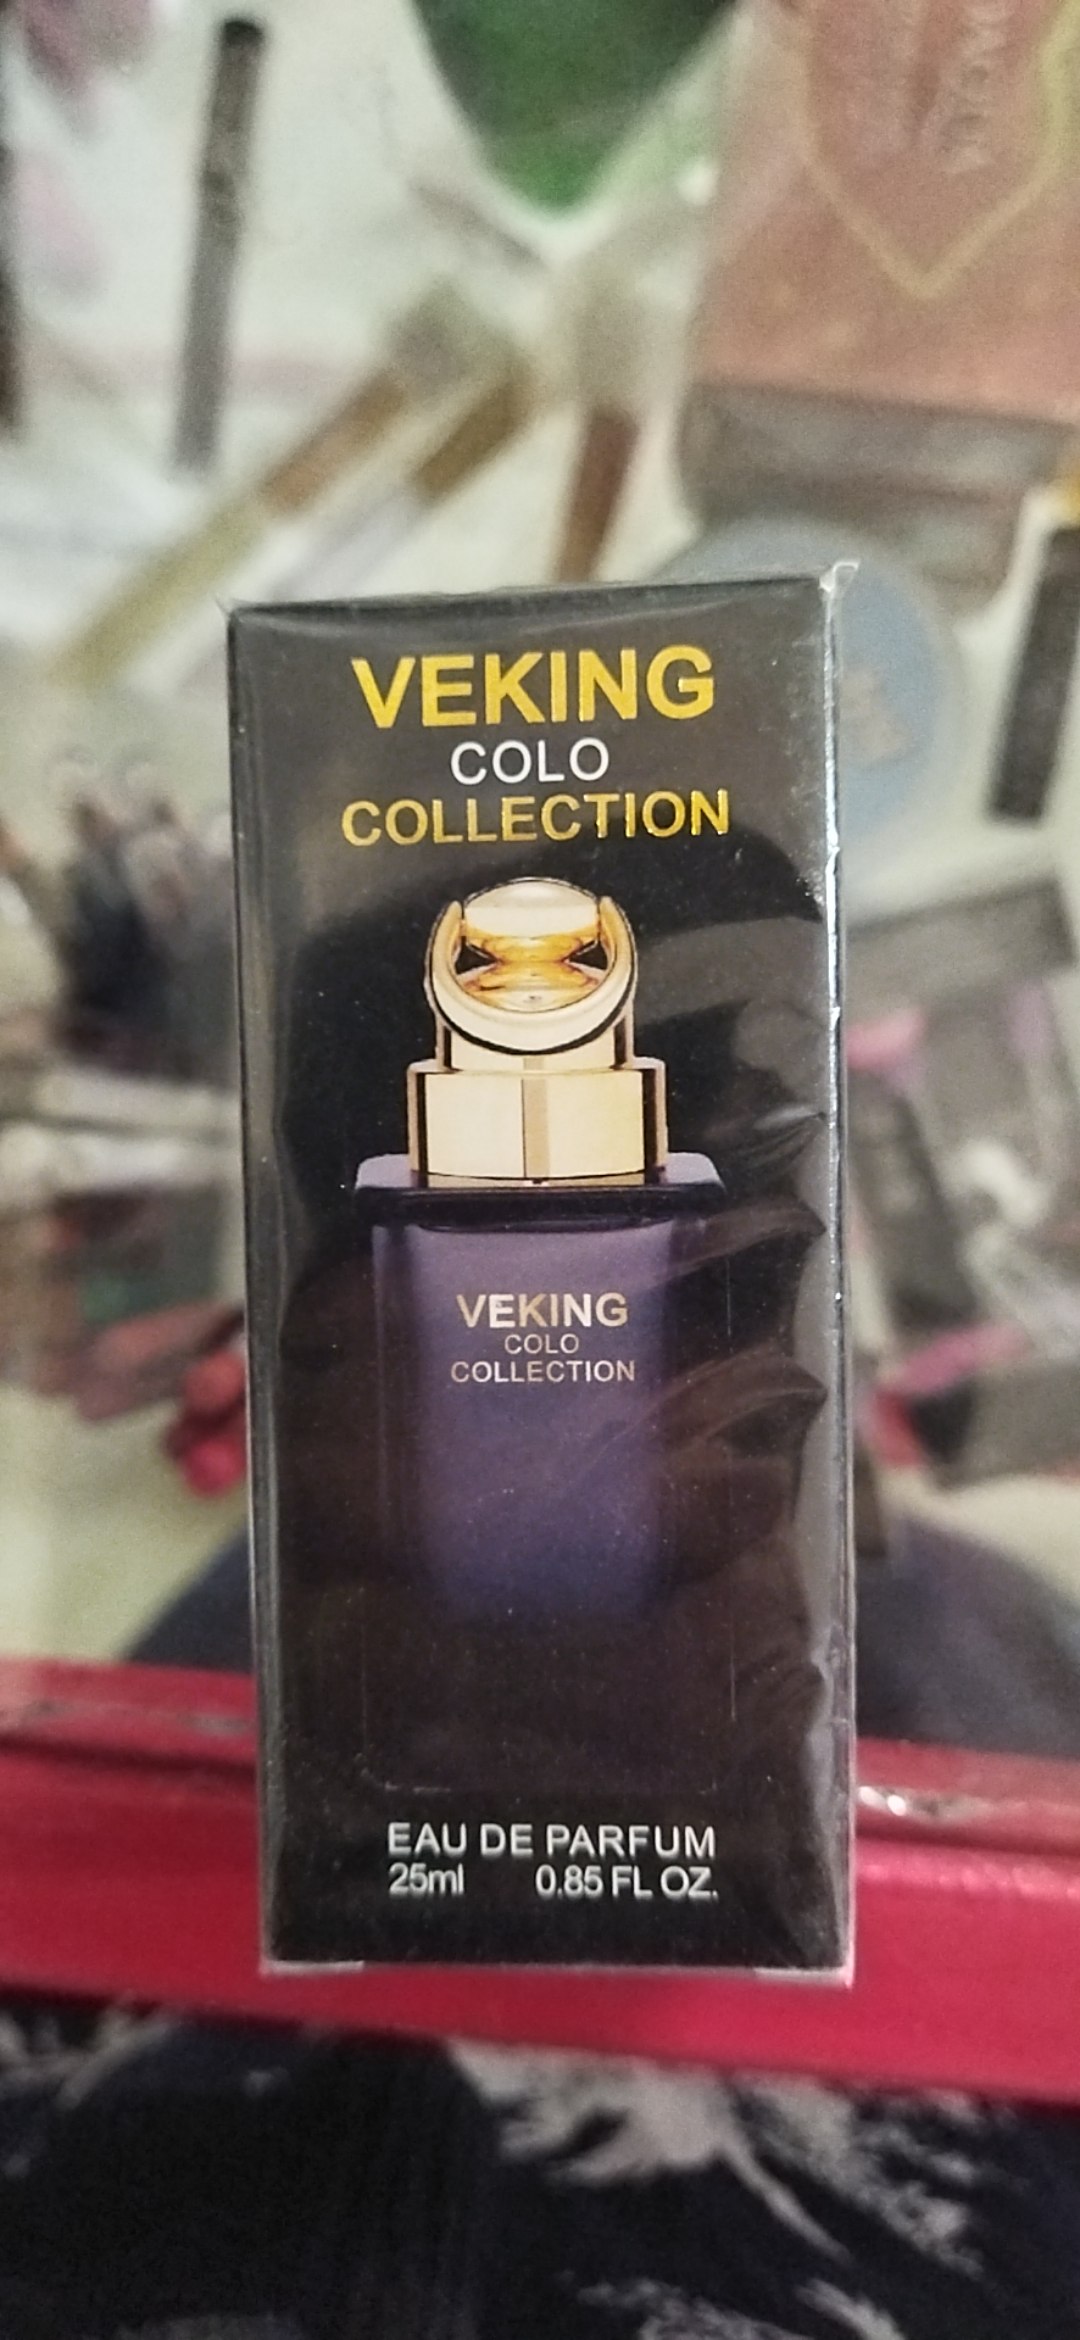 VEKING
COLO
COLLECTION
VEKING
COLO
COLLECTION
EAU DE PARFUM
25ml 0.85 FL OZ.